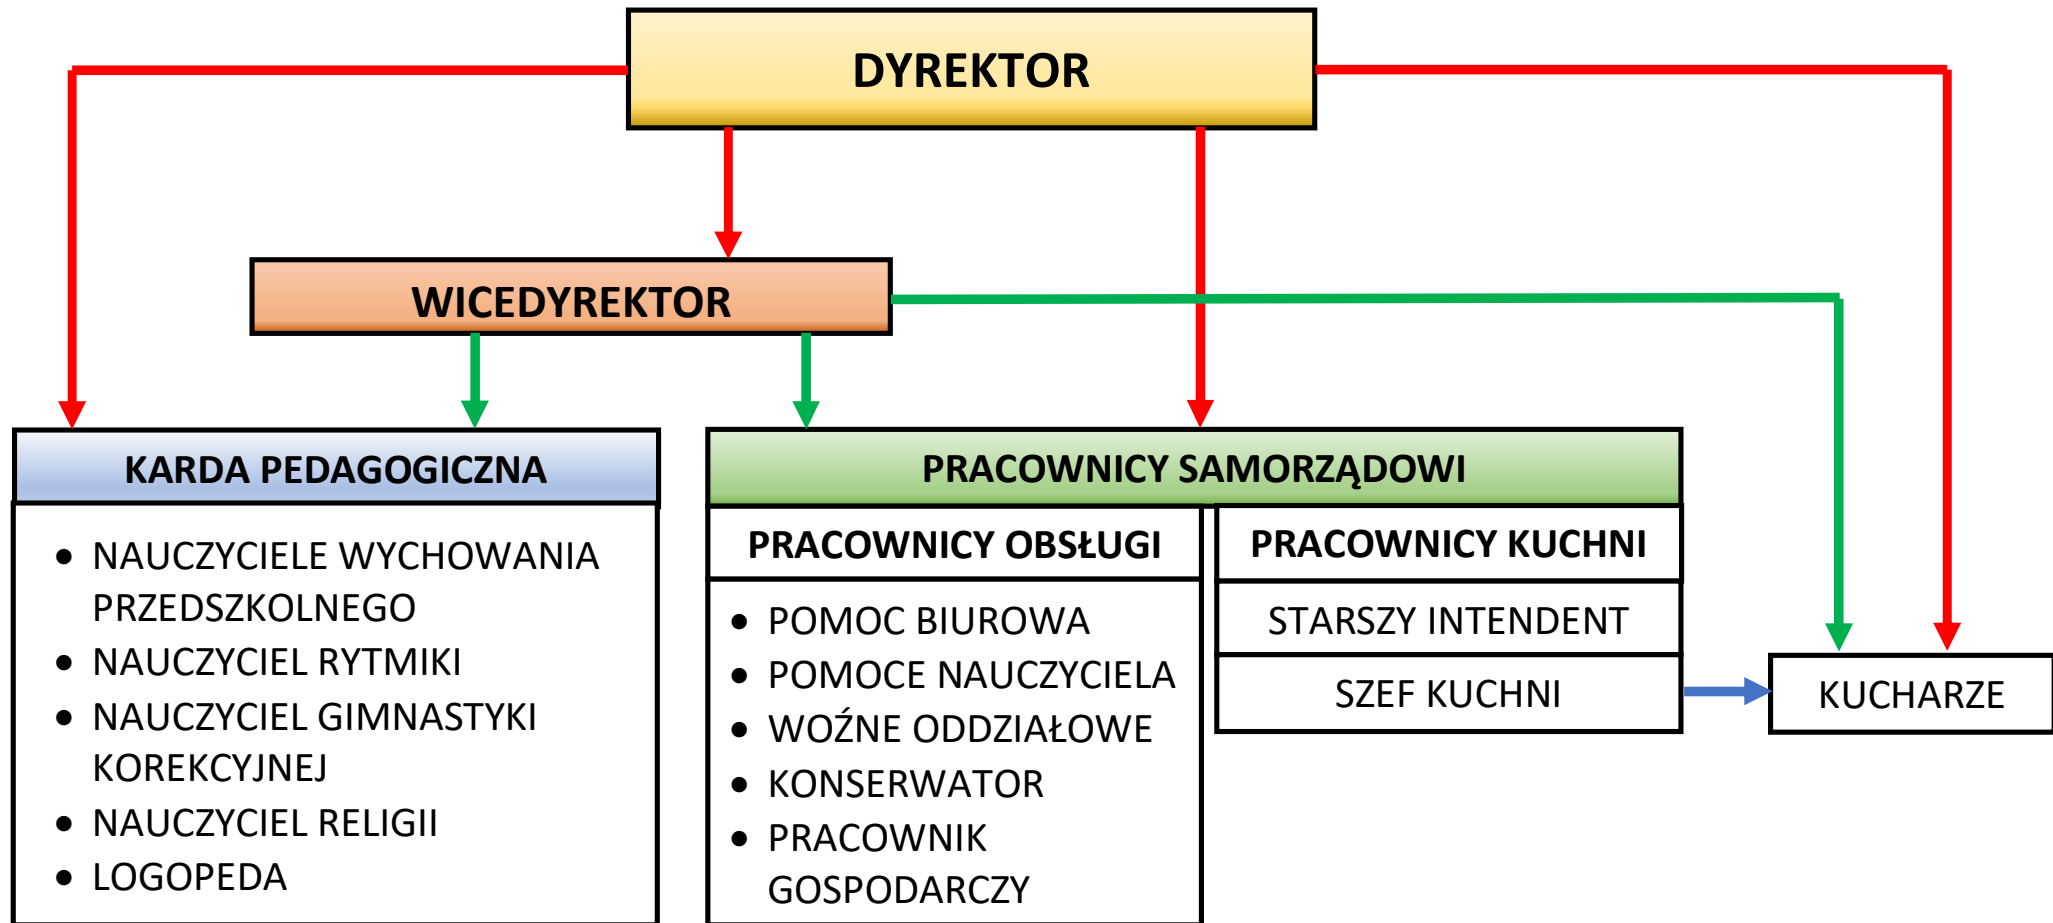 DYREKTOR
WICEDYREKTOR
KARDA PEDAGOGICZNA
• NAUCZYCIELE WYCHOWANIA
PRZEDSZKOLNEGO
• NAUCZYCIEL RYTMIKI
• NAUCZYCIEL GIMNASTYKI
KOREKCYJNEJ
• NAUCZYCIEL RELIGII
• LOGOPEDA
PRACOWNICY SAMORZĄDOWI
PRACOWNICY OBSŁUGI
• POMOC BIUROWA
• POMOCE NAUCZYCIELA
• WOŹNE ODDZIAŁOWE
• KONSERWATOR
• PRACOWNIK
GOSPODARCZY
PRACOWNICY KUCHNI
STARSZY INTENDENT
SZEF KUCHNI
KUCHARZE